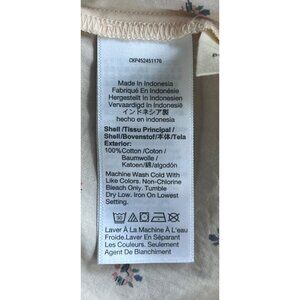 CKP452451170
Made In Indonesia
Fabriqué En Indonésie
Hergestellt In Indonesien
Vervaardigd In Indonesië
インドネシア製
hecho en indonesia
Shell /Tissu Principal /
Shell/Bovenstof/本体/Tela
Exterior:
100%Cotton /Coton /
Baumwolle /
Katoen/綿/algodón
Machine Wash Cold With
Like Colors. Non-Chlorine
Bleach Only. Tumble
Dry Low. Iron On Lowest
Setting.
Laver À La Machine À L'eau
Froide.Laver En Séparant
Les Couleurs. Seulement
Agent De Blanchiment